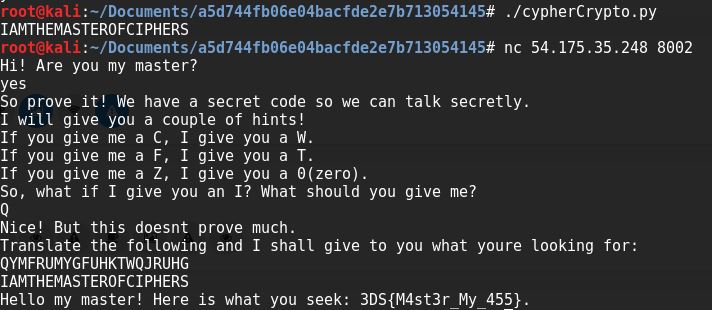 root@kali:~/Documents/a5d744fb06e04bacfde2e7b713054145# ./cypherCrypto.py
IAMTHEMASTEROFCIPHERS
root@kali:~/Documents/a5d744fb06e04bacfde2e7b713054145# nc 54.175.35.248 8002
Hi! Are you my master?
yes
So prove it! We have a secret code so we can talk secretly.
I will give you a couple of hints!
If you give me a C, I give you a W.
If you give me a F, I give you a T.
If you give me a Z, I give you a 0(zero).
So, what if I give you an I? What should you give me?
Q
Nice! But this doesnt prove much.
Translate the following and I shall give to you what youre looking for:
QYMFRUMYGFUHKTWQJRUHG
IAMTHEMASTEROFCIPHERS
Hello my master! Here is what you seek: 3DS{M4st3r_My_455}.